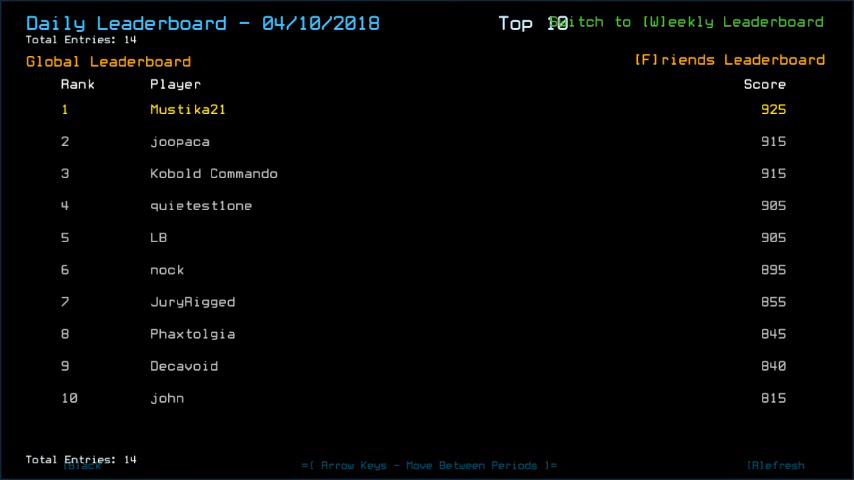 Daily Leaderboard - 04/10/2018 Top 10 Switch to [W]eekly Leaderboard
Total Entries: 14
Global Leaderboard [F]riends Leaderboard
Rank Player Score
1 Mustika21 925
2 joopaca 915
3 Kobold Commando 915
4 quietest1one 905
5 LB 905
6 nock 895
7 JuryRigged 855
8 Phaxtolgia 845
9 Decavoid 840
10 john 815
Total Entries: 14
[B]ack =[ Arrow Keys - Move Between Periods ]= [R]efresh